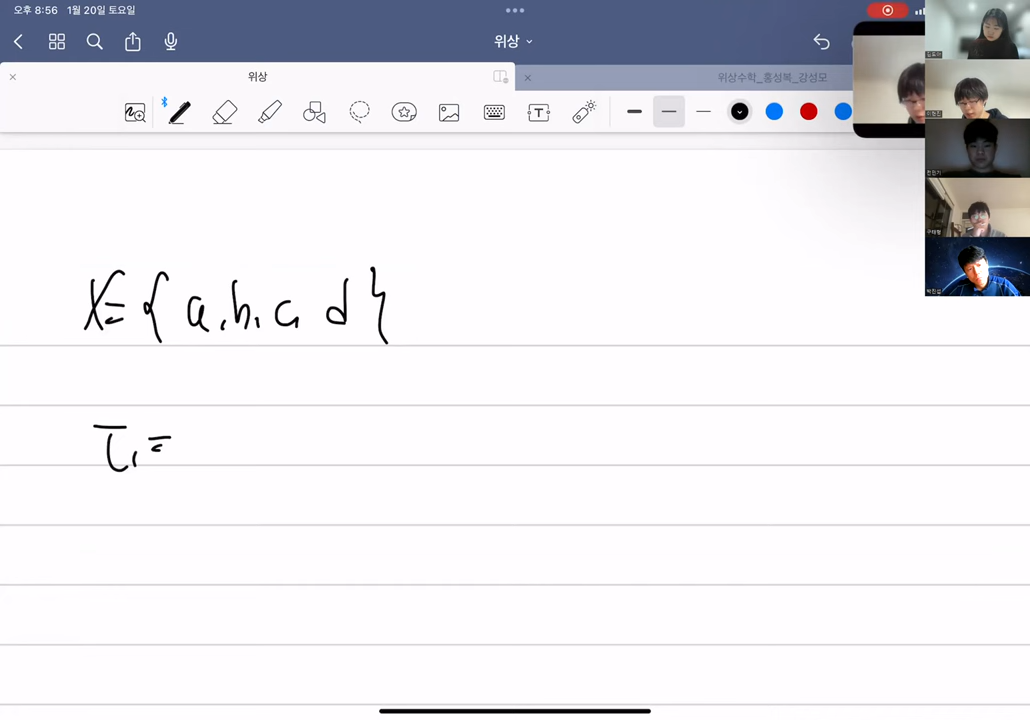 오후 8:56 1월 20일 토요일
위상
위상
위상수학_홍성복_강성모
T
X = { a, b, c, d }
τ₁ =